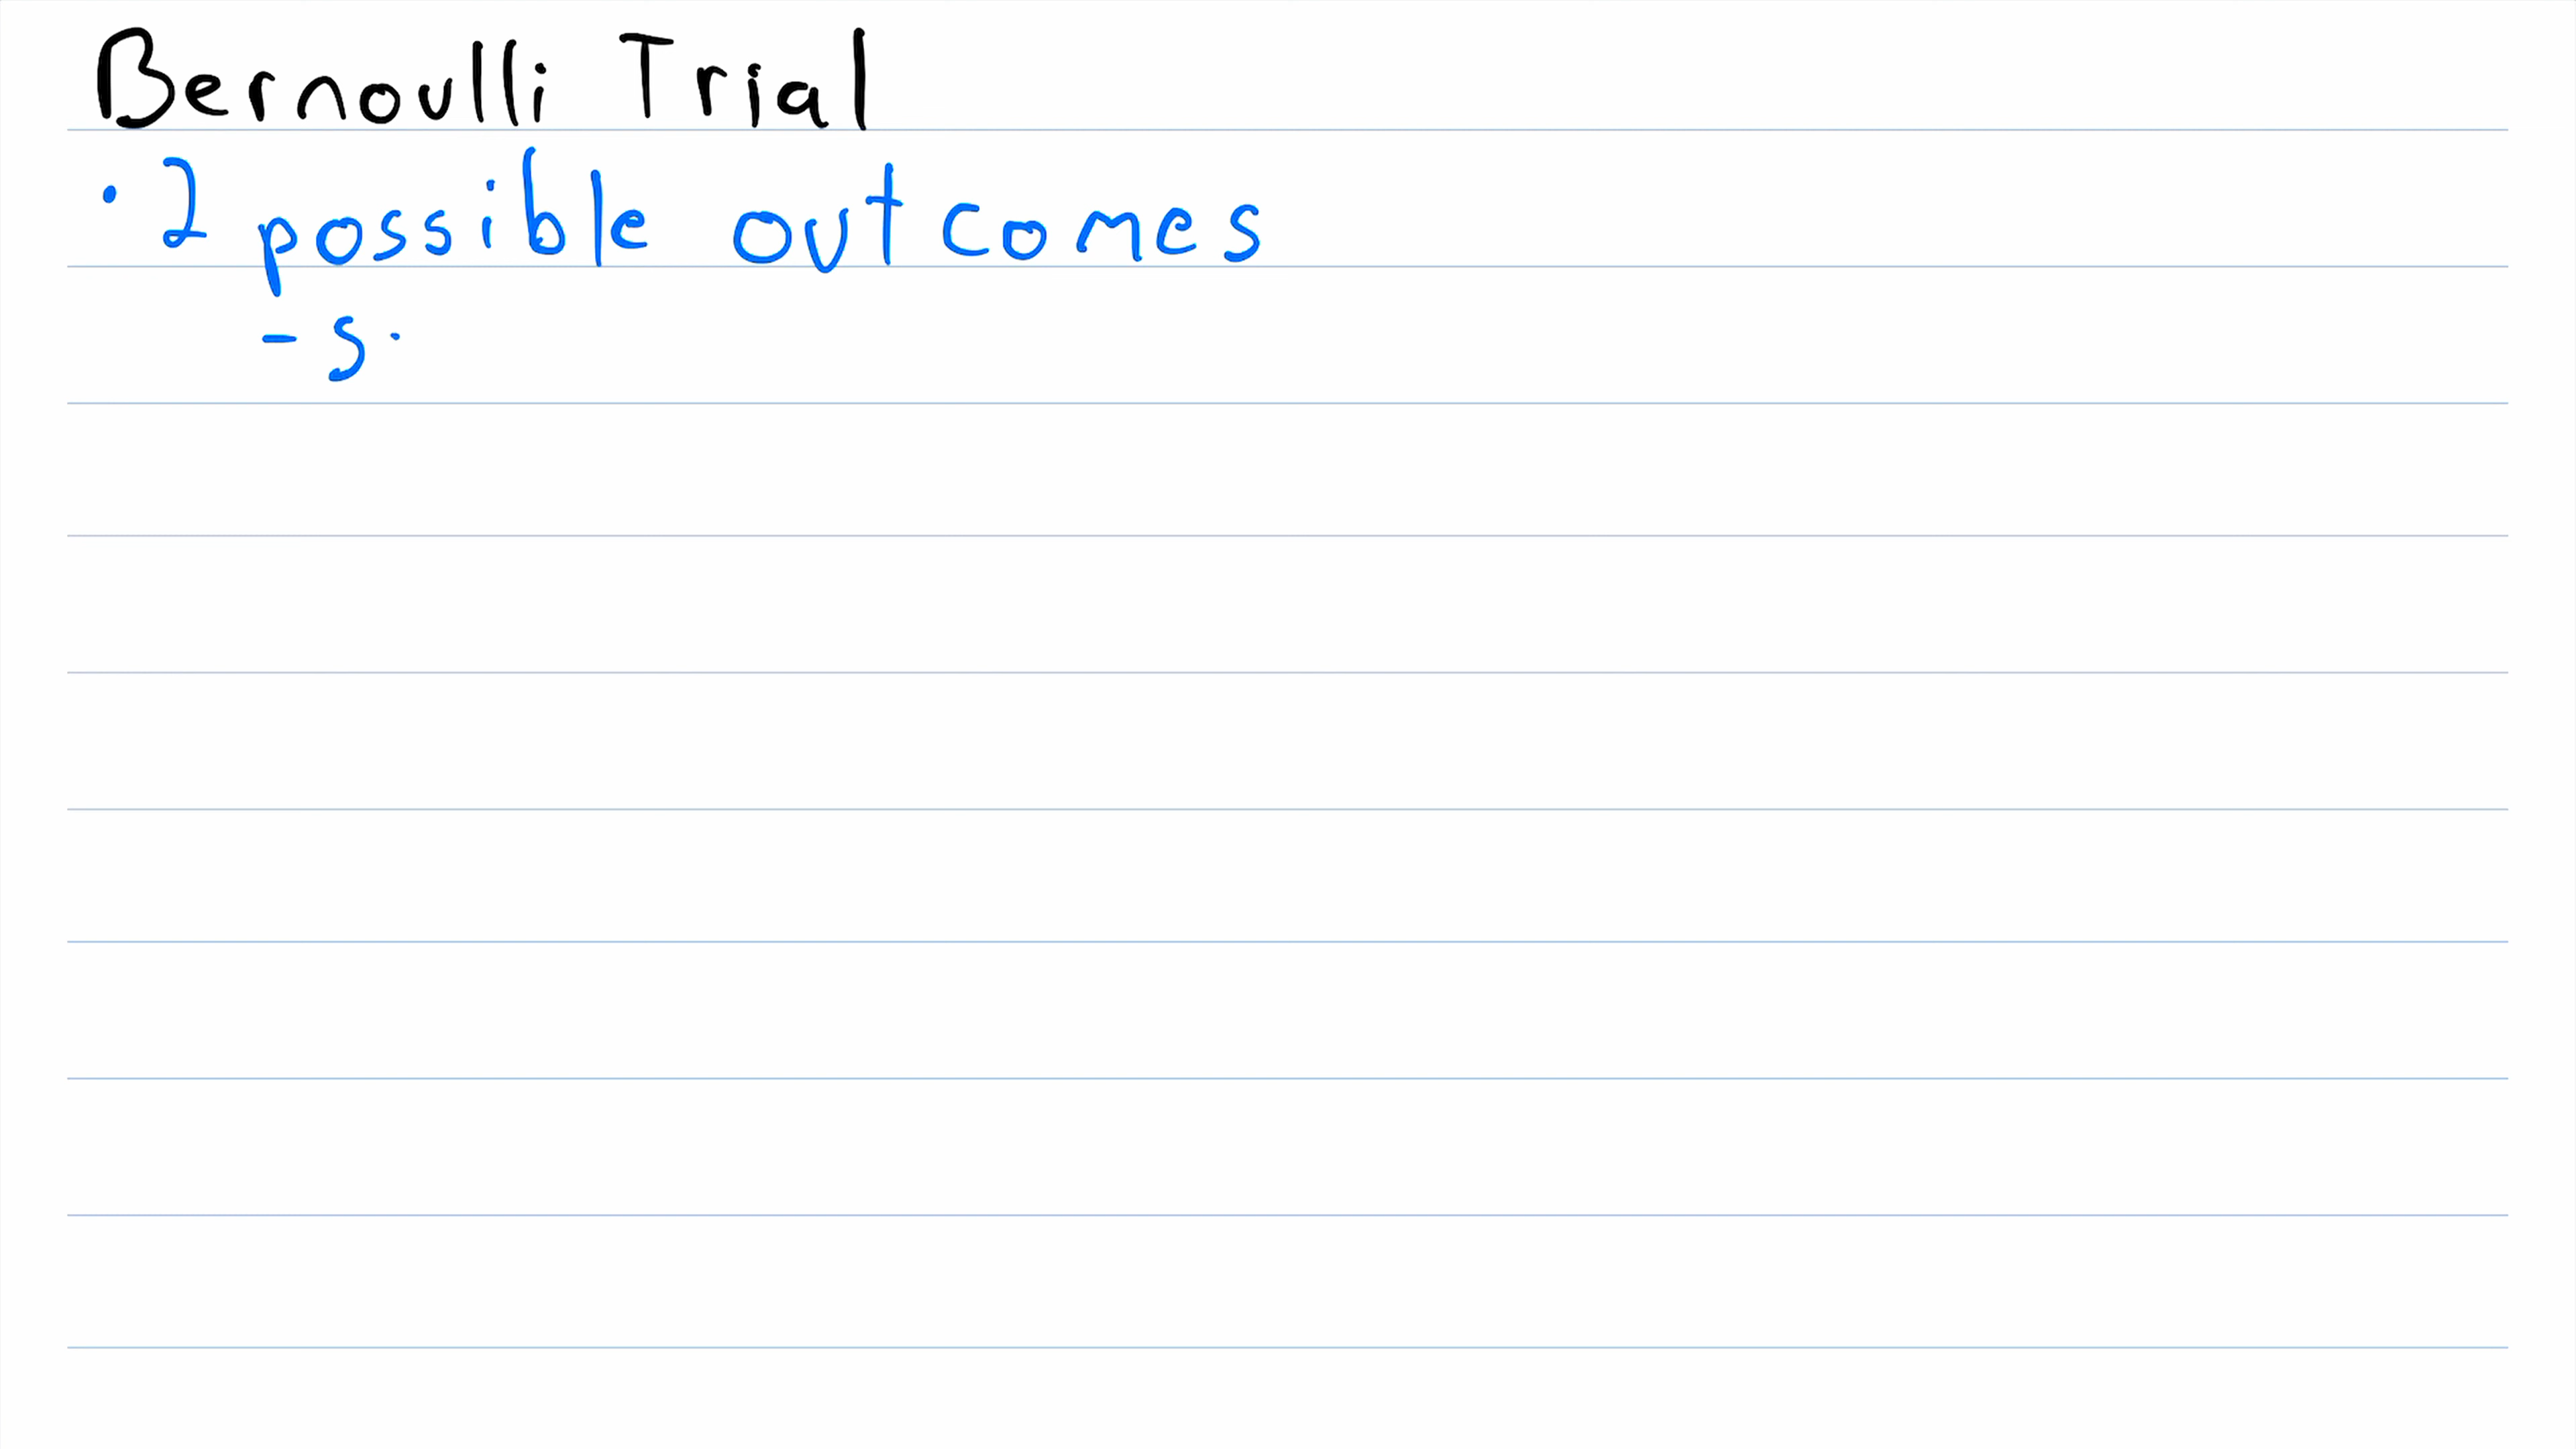 Bernoulli Trial
• 2 possible outcomes
- s